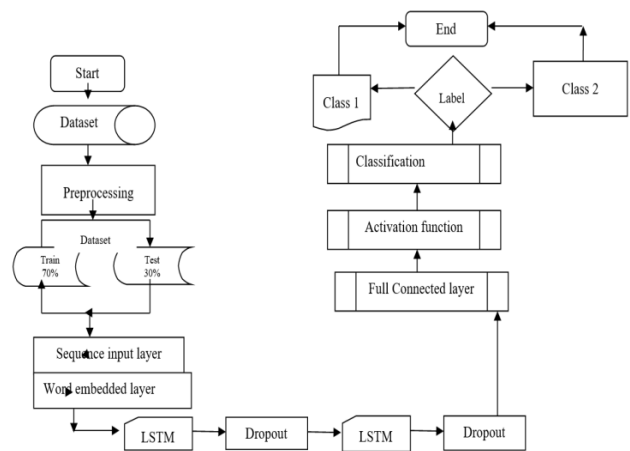 Start
Dataset
Preprocessing
Dataset
Train
70%
Test
30%
Sequence input layer
Word embedded layer
LSTM
Dropout
LSTM
Dropout
Full Connected layer
Activation function
Classification
Label
Class 1
Class 2
End